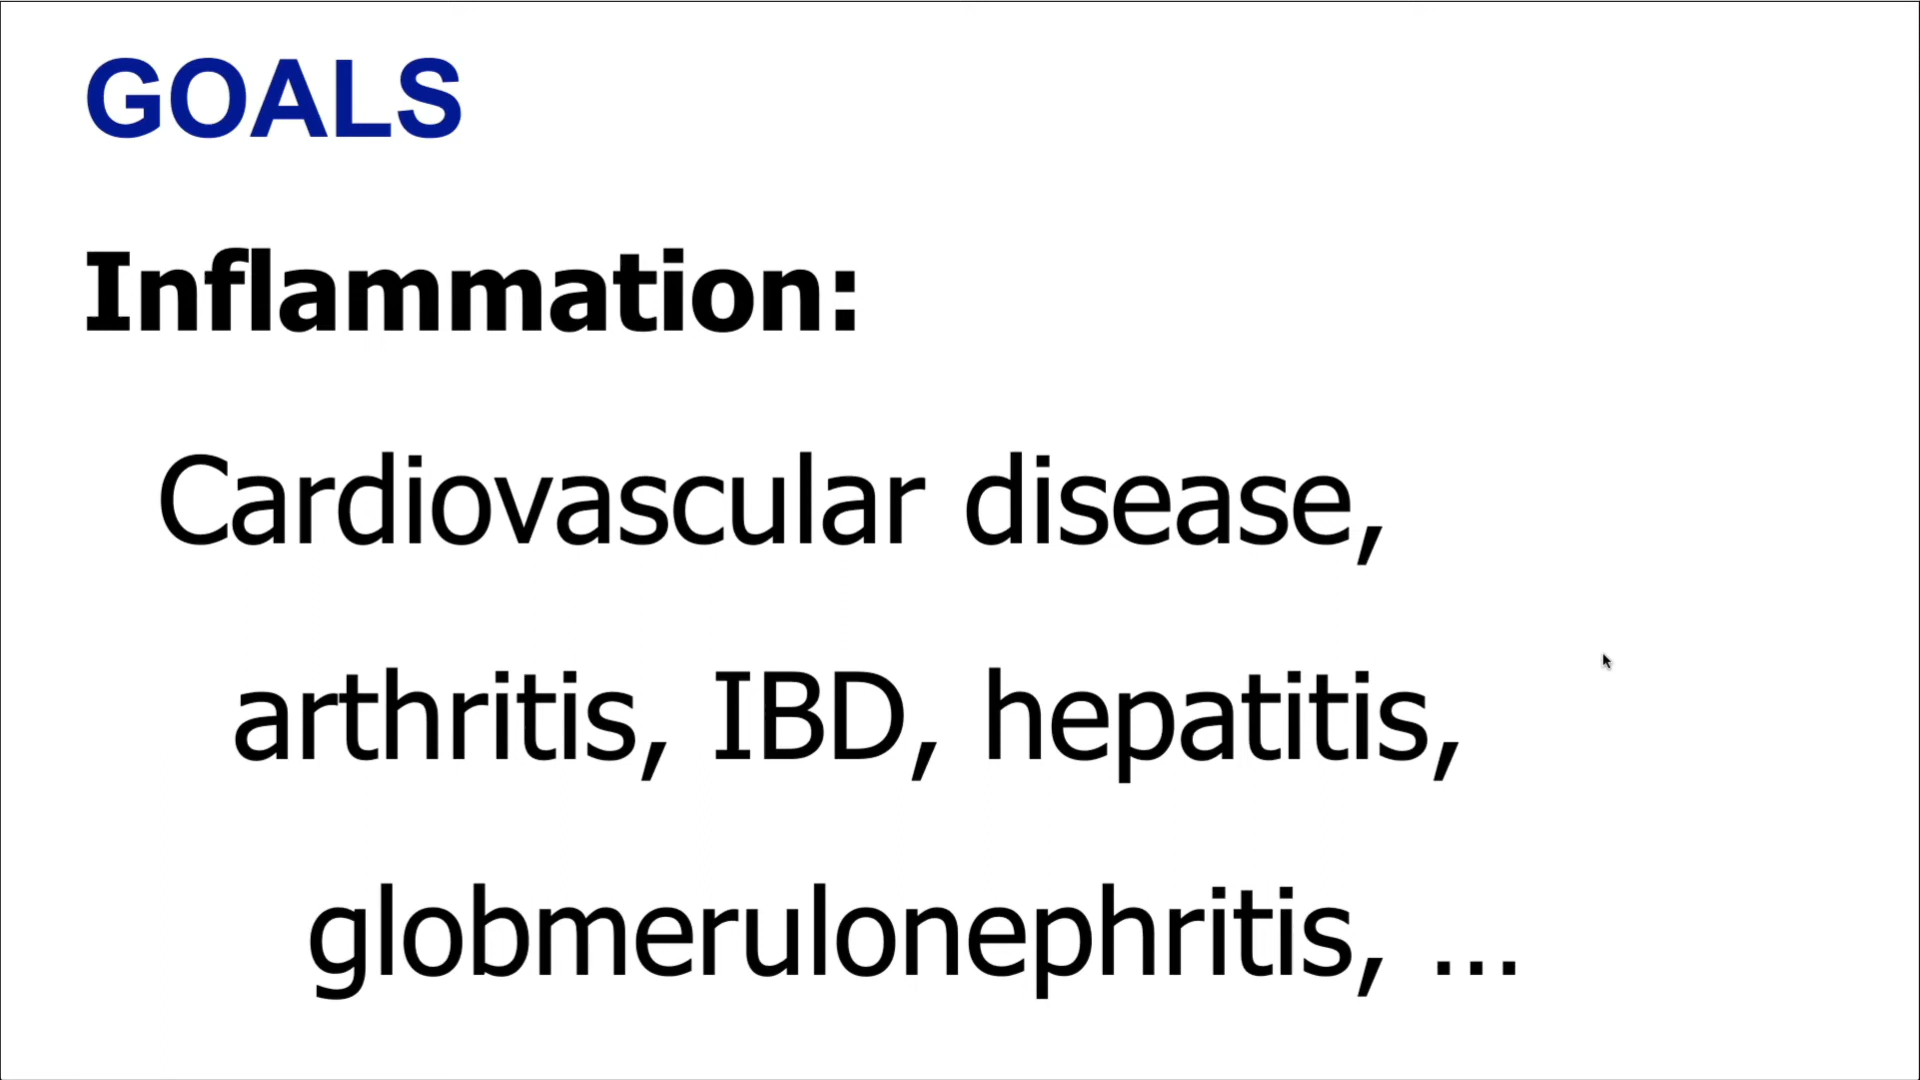 GOALS
Inflammation:
Cardiovascular disease,
arthritis, IBD, hepatitis,
globmerulonephritis, ...